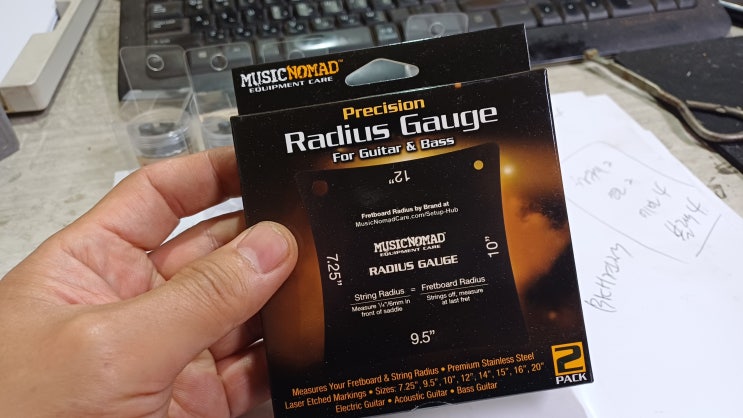 MUSICNOMAD™
EQUIPMENT CARE
Precision
Radius Gauge
For Guitar & Bass
12"
Fretboard Radius by Brand at
MusicNomadCare.com/Setup-Hub
MUSICNOMAD
EQUIPMENT CARE
RADIUS GAUGE
7.25"
10"
String Radius = Fretboard Radius
Measure ¼"/6mm in front of saddle
Strings off, measure at last fret
9.5"
Measures Your Fretboard & String Radius • Premium Stainless Steel
Laser Etched Markings • Sizes: 7.25", 9.5", 10", 12", 14", 15", 16", 20"
Electric Guitar • Acoustic Guitar • Bass Guitar
2
PACK